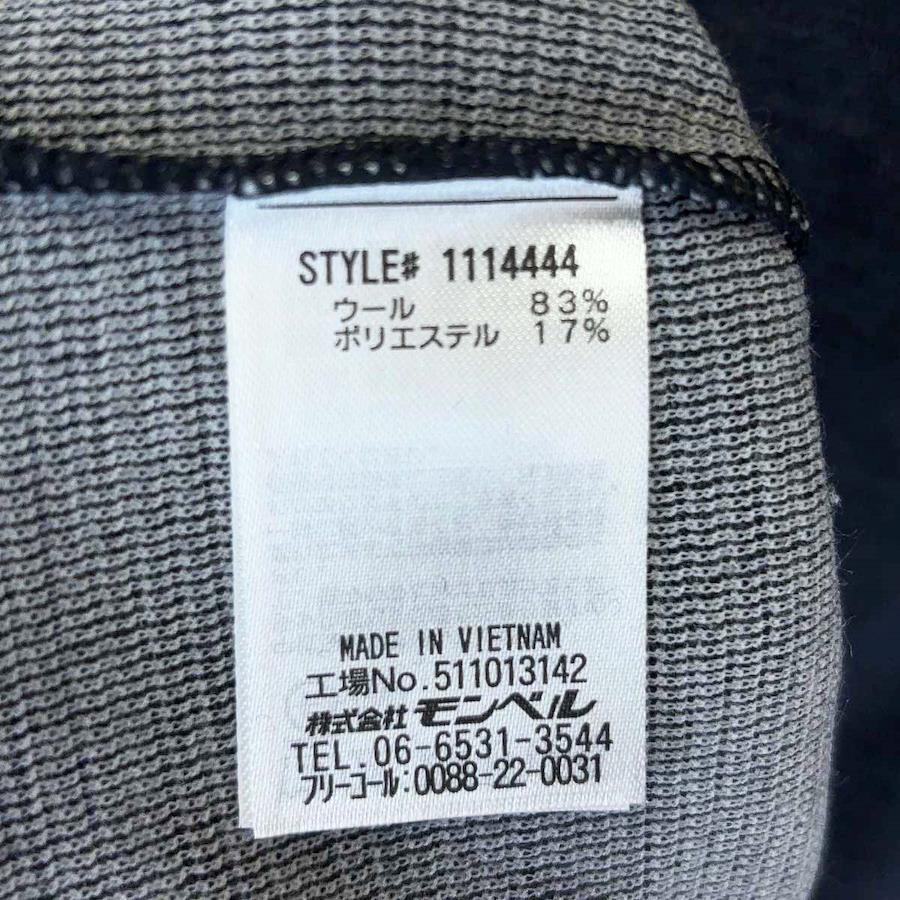 STYLE# 1114444
ウール 83%
ポリエステル 17%
MADE IN VIETNAM
工場No.511013142
株式会社 モンベル
TEL.06-6531-3544
フリーコール:0088-22-0031